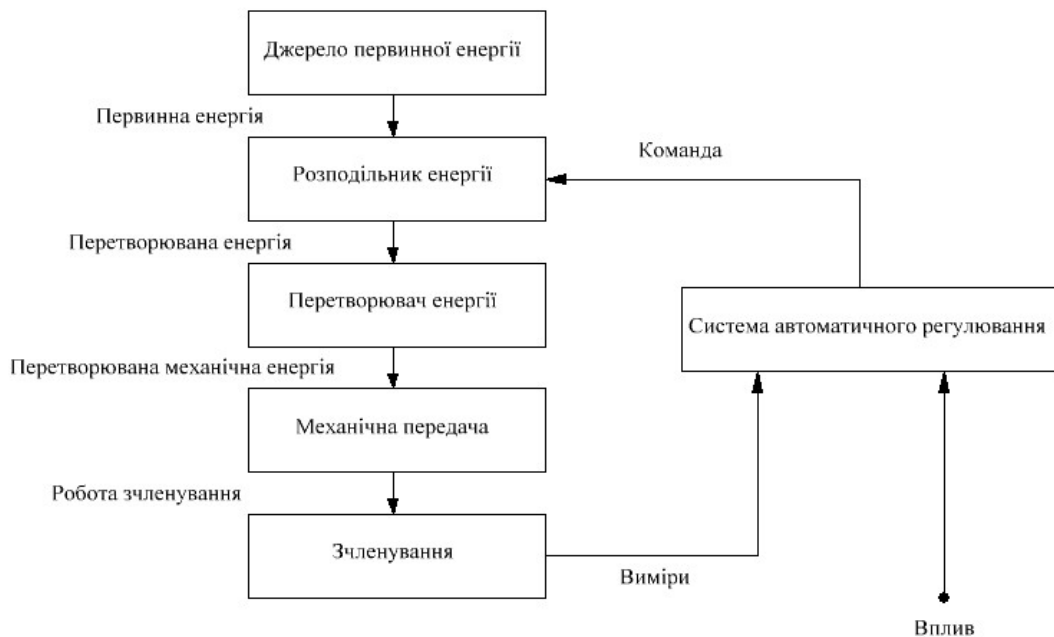 Джерело первинної енергії
Первинна енергія
Команда
Розподільник енергії
Перетворювана енергія
Перетворювач енергії
Система автоматичного регулювання
Перетворювана механічна енергія
Механічна передача
Робота зчленування
Зчленування
Виміри
Вплив